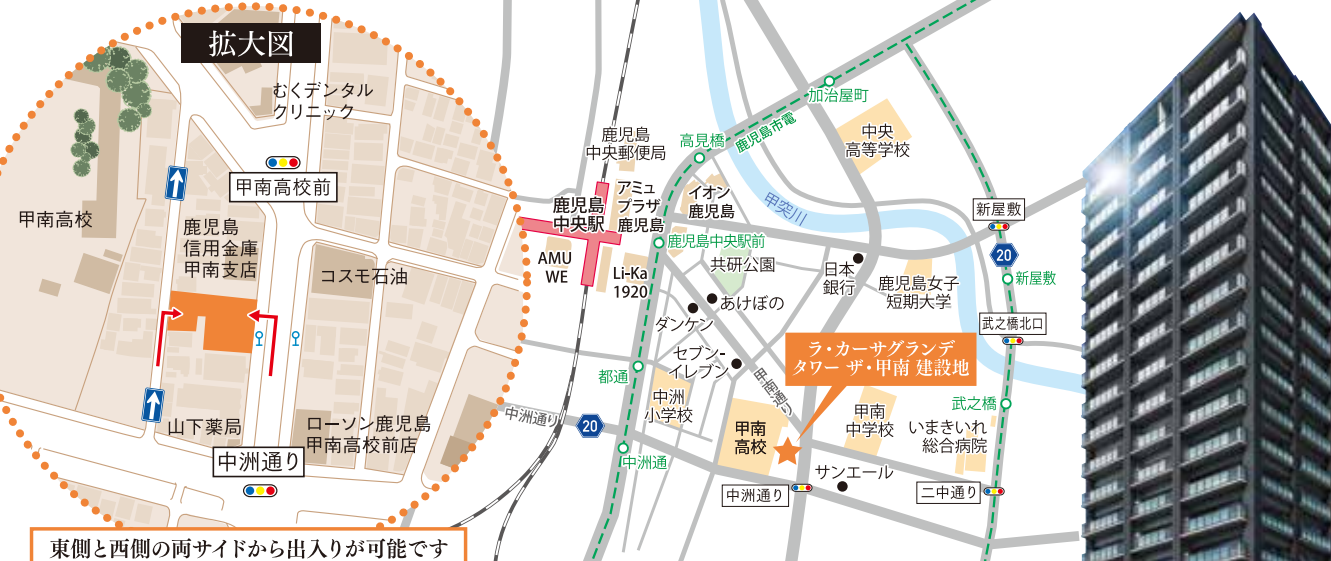 拡大図
むくデンタル
クリニック
甲南高校前
甲南高校
鹿児島
信用金庫
甲南支店
コスモ石油
山下薬局
ローソン鹿児島
甲南高校前店
中洲通り
東側と西側の両サイドから出入りが可能です
鹿児島
中央郵便局
アミュ
プラザ
鹿児島
鹿児島
中央駅
AMU
WE
Li-Ka
1920
高見橋
鹿児島市電
加治屋町
中央
高等学校
イオン
鹿児島
甲突川
鹿児島中央駅前
共研公園
日本
銀行
鹿児島女子
短期大学
新屋敷
20
新屋敷
武之橋北口
あけぼの
ダンケン
セブン-
イレブン
ラ・カーサグランデ
タワー ザ・甲南 建設地
都通
中洲
小学校
甲南通り
中洲通り
20
中洲通
甲南
高校
甲南
中学校
武之橋
いまきいれ
総合病院
サンエール
中洲通り
二中通り